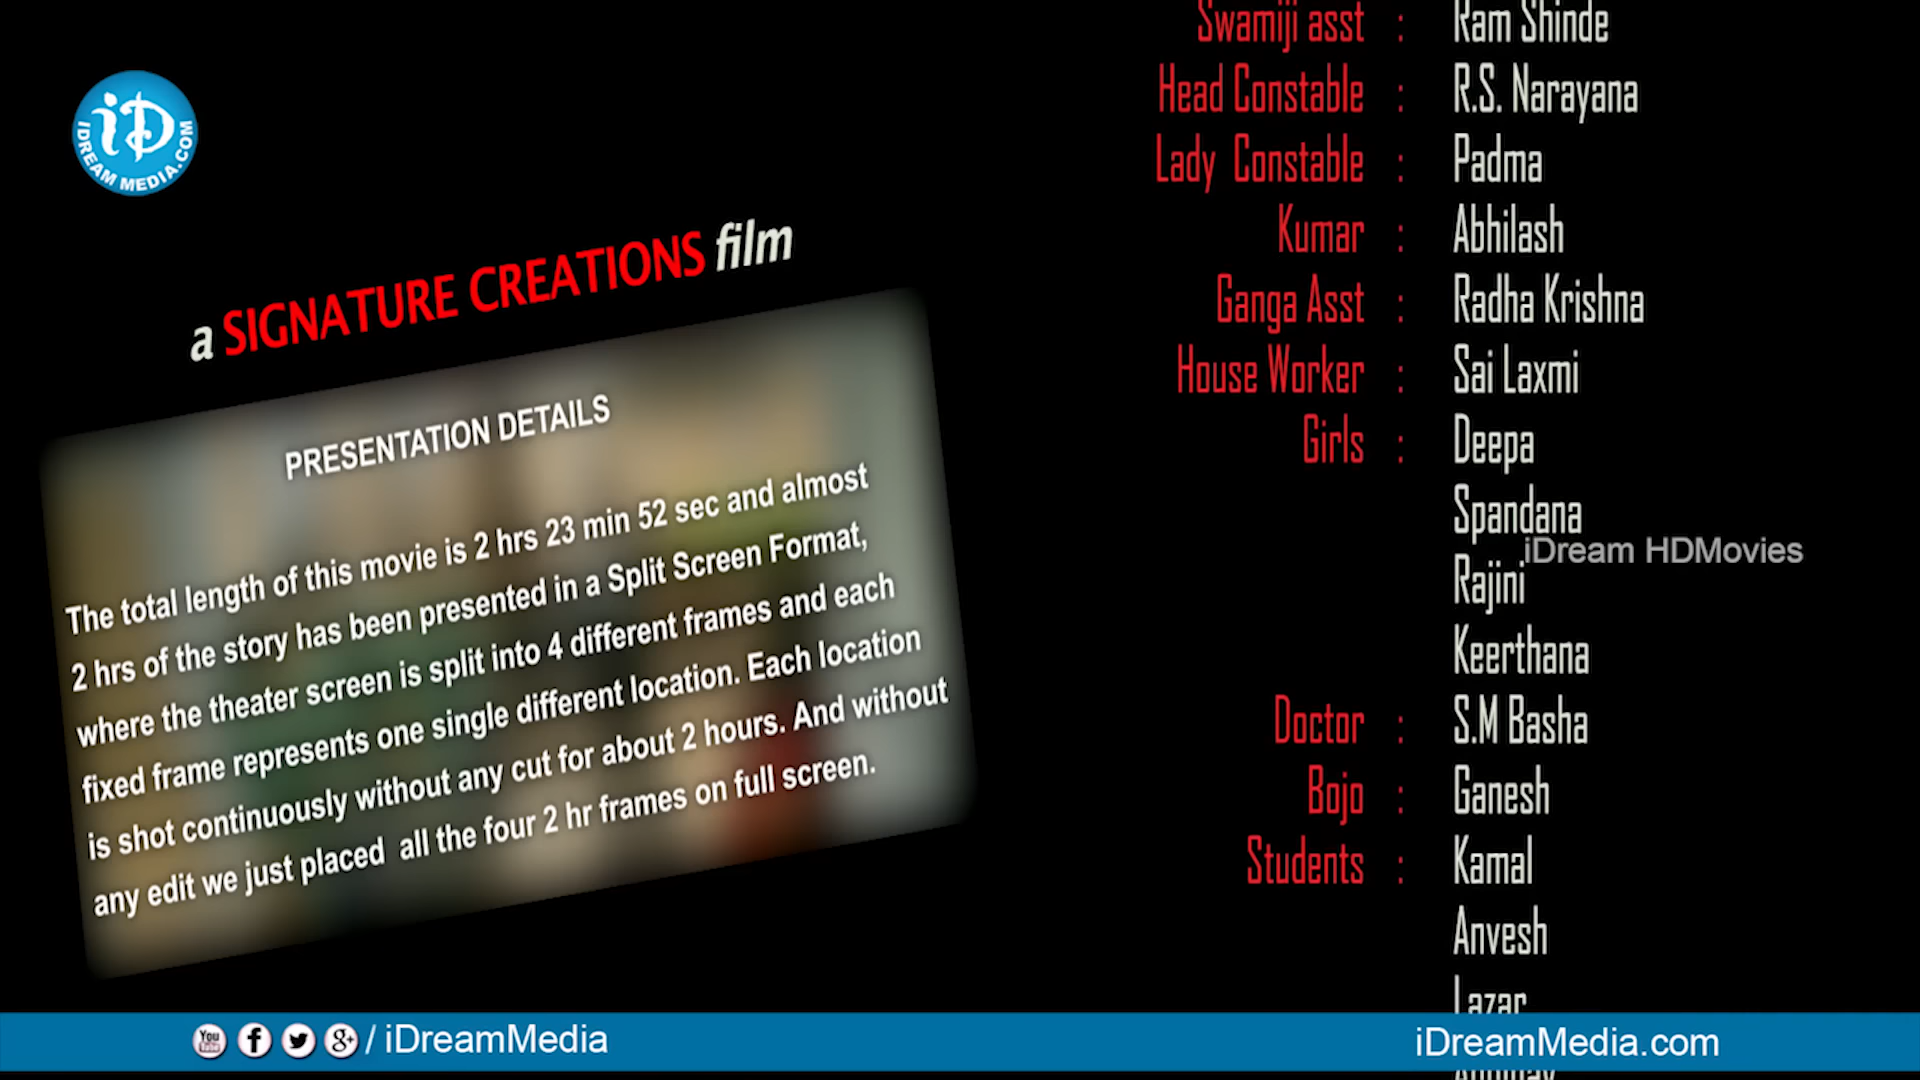 iD
IDREAM MEDIA.COM
a SIGNATURE CREATIONS film
PRESENTATION DETAILS
The total length of this movie is 2 hrs 23 min 52 sec and almost
2 hrs of the story has been presented in a Split Screen Format,
where the theater screen is split into 4 different frames and each
fixed frame represents one single different location. Each location
is shot continuously without any cut for about 2 hours. And without
any edit we just placed all the four 2 hr frames on full screen.
Swamiji asst : Ram Shinde
Head Constable : R.S. Narayana
Lady Constable : Padma
Kumar : Abhilash
Ganga Asst : Radha Krishna
House Worker : Sai Laxmi
Girls : Deepa
Spandana
iDream HDMovies
Rajini
Keerthana
Doctor : S.M Basha
Bojo : Ganesh
Students : Kamal
Anvesh
Lazar
You Tube f g+ / iDreamMedia
iDreamMedia.com